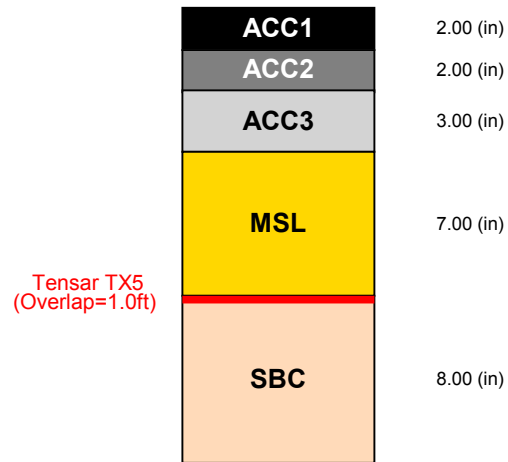 ACC1
2.00 (in)
ACC2
2.00 (in)
ACC3
3.00 (in)
MSL
7.00 (in)
Tensar TX5
(Overlap=1.0ft)
SBC
8.00 (in)